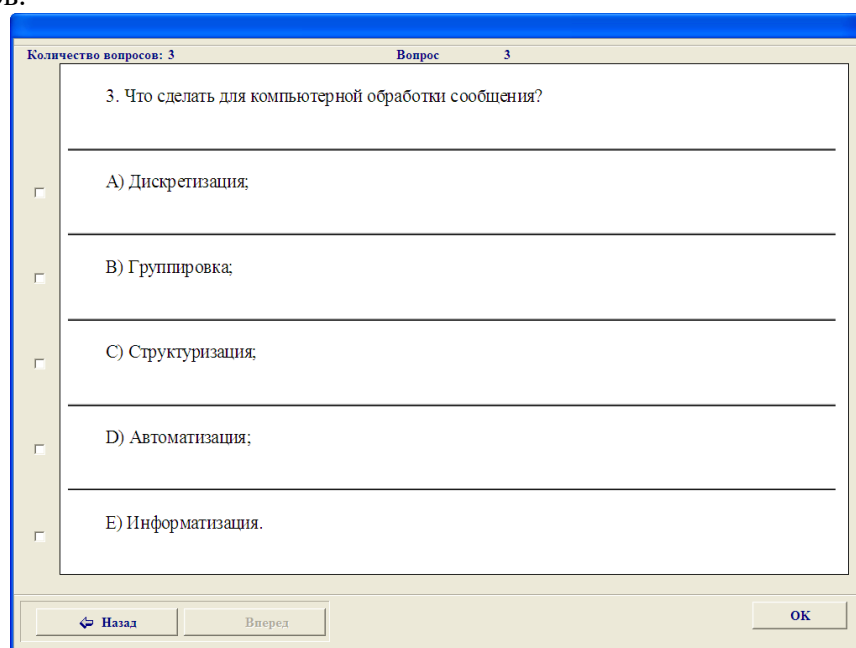 Количество вопросов: 3 Вопрос 3
3. Что сделать для компьютерной обработки сообщения?
A) Дискретизация;
B) Группировка;
C) Структуризация;
D) Автоматизация;
E) Информатизация.
Назад Вперед OK